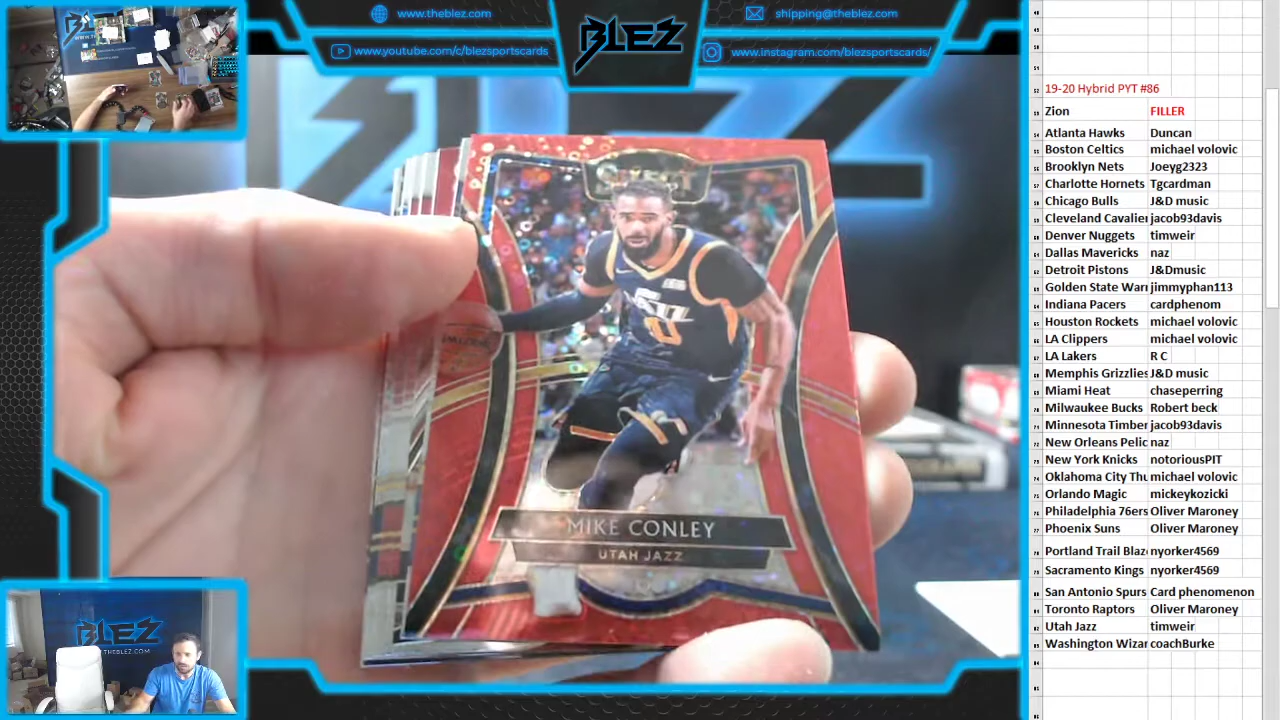 www.theblez.com
shipping@theblez.com
www.youtube.com/c/blezsportscards
www.instagram.com/blezsportscards/
BLEZ
SELECT
MIKE CONLEY
UTAH JAZZ
BLEZ
THEBLEZ.COM
19-20 Hybrid PYT #86
Zion FILLER
Atlanta Hawks Duncan
Boston Celtics michael volovic
Brooklyn Nets Joeyg2323
Charlotte Hornets Tgcardman
Chicago Bulls J&D music
Cleveland Cavalier jacob93davis
Denver Nuggets timweir
Dallas Mavericks naz
Detroit Pistons J&Dmusic
Golden State Warr jimmyphan113
Indiana Pacers cardphenom
Houston Rockets michael volovic
LA Clippers michael volovic
LA Lakers R C
Memphis Grizzlies J&D music
Miami Heat chaseperring
Milwaukee Bucks Robert beck
Minnesota Timber jacob93davis
New Orleans Pelic naz
New York Knicks notoriousPIT
Oklahoma City Thu michael volovic
Orlando Magic mickeykozicki
Philadelphia 76ers Oliver Maroney
Phoenix Suns Oliver Maroney
Portland Trail Blaz nyorker4569
Sacramento Kings nyorker4569
San Antonio Spurs Card phenomenon
Toronto Raptors Oliver Maroney
Utah Jazz timweir
Washington Wizar coachBurke